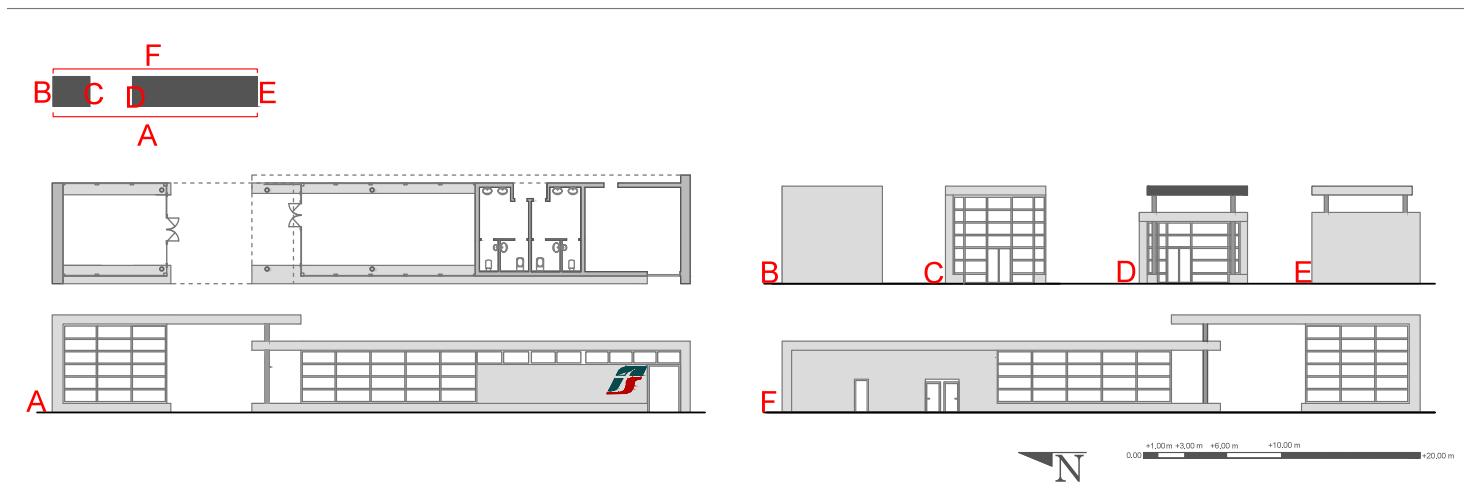 F
B C D E
A
B C D E
A F
+1,00 m +3,00 m +6,00 m +10.00 m
0.00 +20,00 m
N